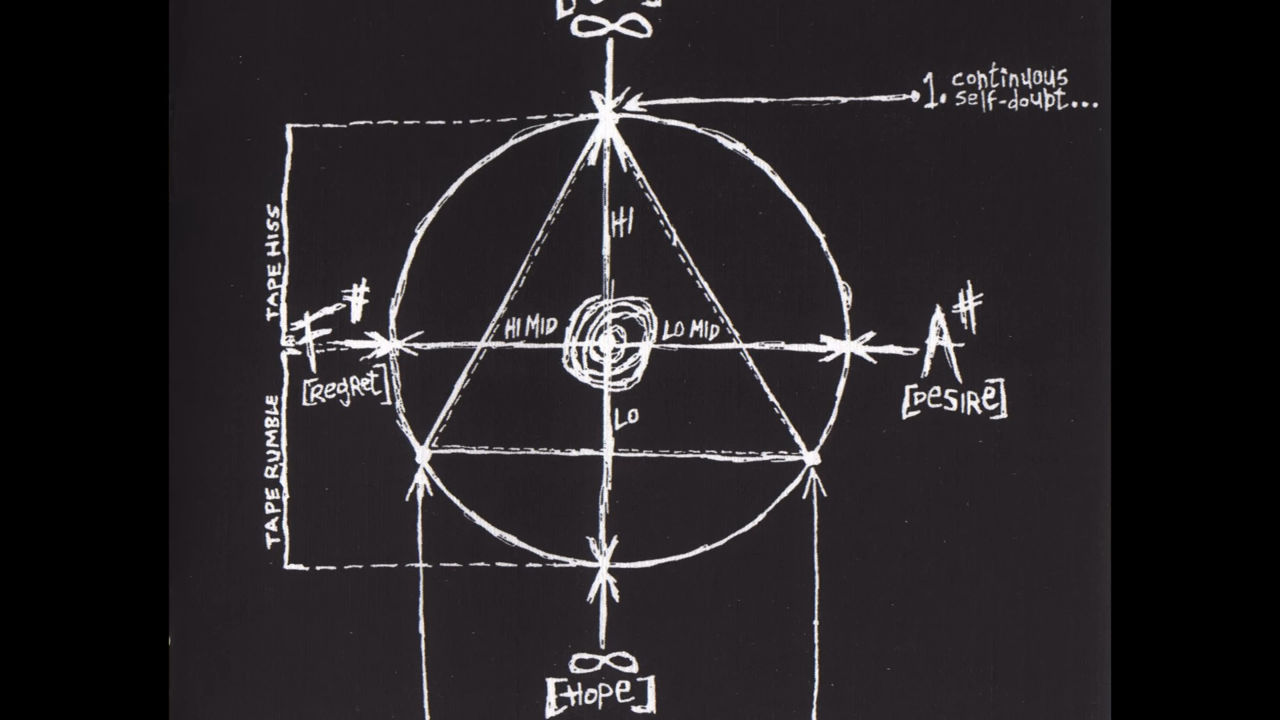 ∞
1. continuous
self-doubt...
TAPE HISS
HI
F#
HI MID
LO MID
A#
[REgRet]
[DESIRE]
LO
TAPE RUMBLE
∞
[HOPE]